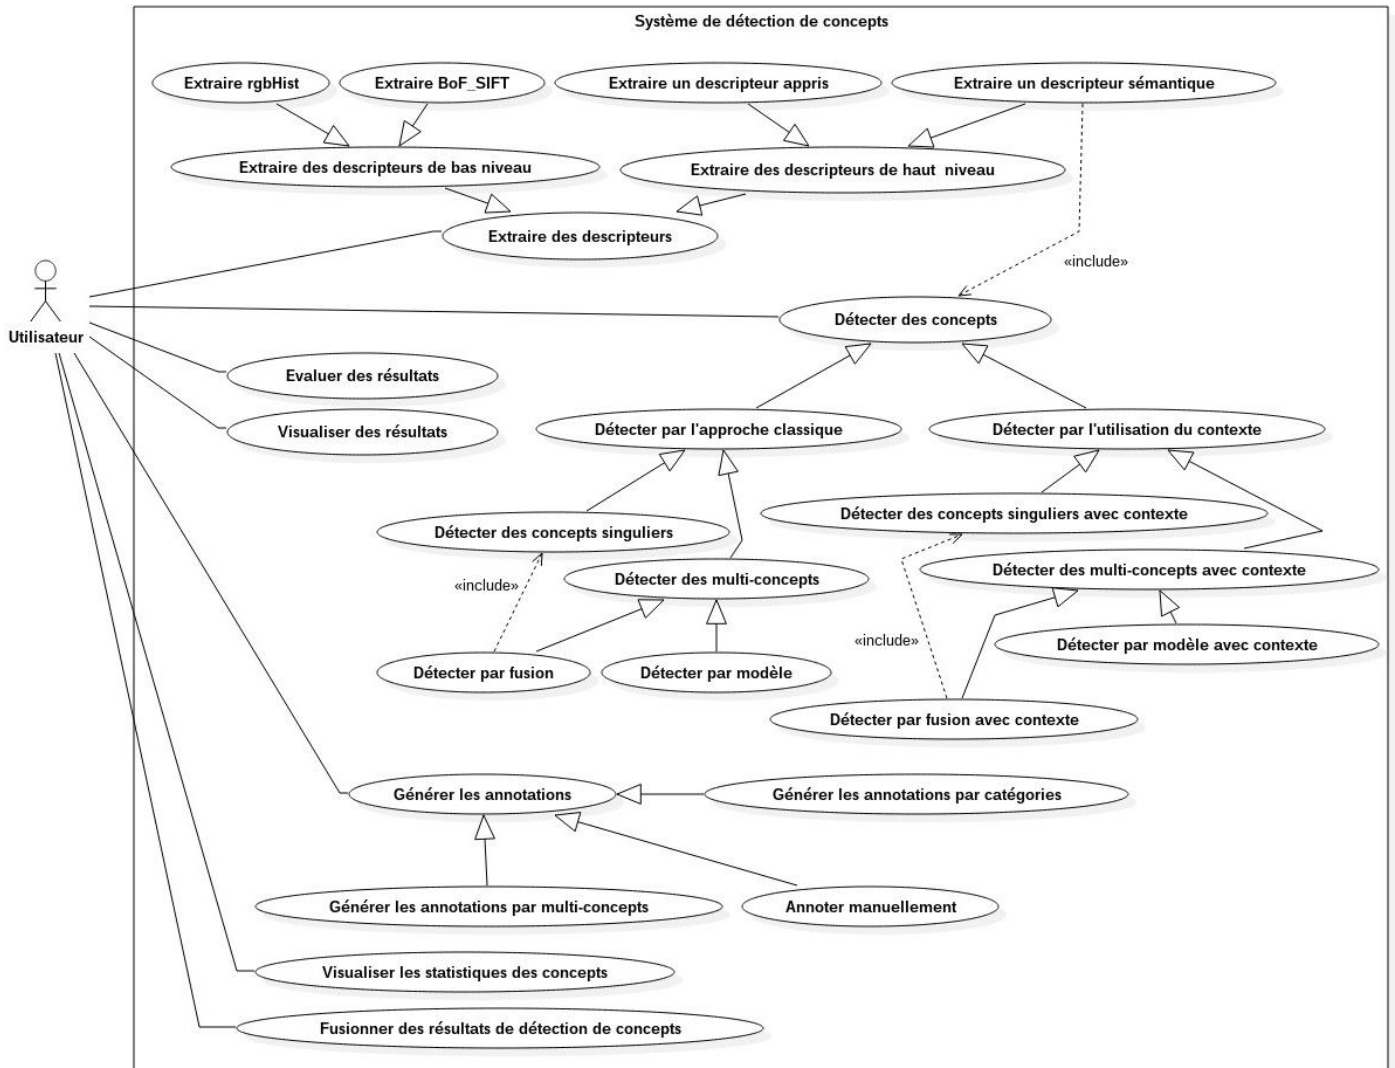 Système de détection de concepts
Extraire rgbHist
Extraire BoF_SIFT
Extraire un descripteur appris
Extraire un descripteur sémantique
Extraire des descripteurs de bas niveau
Extraire des descripteurs de haut  niveau
Extraire des descripteurs
«include»
Détecter des concepts
Utilisateur
Evaluer des résultats
Visualiser des résultats
Détecter par l'approche classique
Détecter par l'utilisation du contexte
Détecter des concepts singuliers
Détecter des concepts singuliers avec contexte
«include»
Détecter des multi-concepts
Détecter des multi-concepts avec contexte
«include»
Détecter par modèle avec contexte
Détecter par fusion
Détecter par modèle
Détecter par fusion avec contexte
Générer les annotations
Générer les annotations par catégories
Générer les annotations par multi-concepts
Annoter manuellement
Visualiser les statistiques des concepts
Fusionner des résultats de détection de concepts